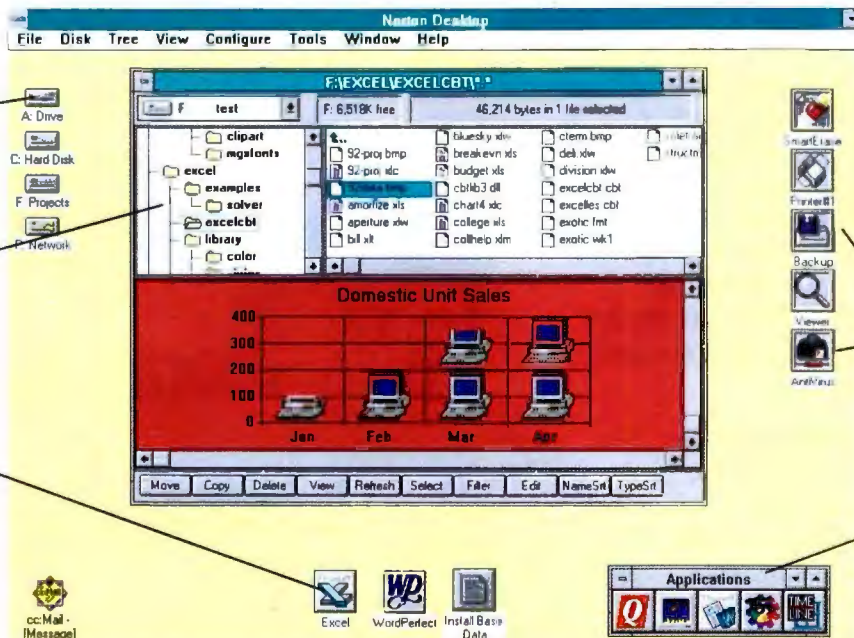 Norton Desktop
File Disk Tree View Configure Tools Window Help
F:\EXCEL\EXCELCBT\*.*
F test
F: 6,518K free
46,214 bytes in 1 file selected
A: Drive
C: Hard Disk
F: Projects
P: Network
clipart
msfonts
excel
examples
solver
excelcbt
library
color
..
92-proj bmp
92-proj xlc
amortize xls
aperture xlw
bill xlt
bluesky xlw
breakevn xls
budget xls
cbtlib3 dll
chart4 xlc
college xls
collhelp xlm
cterm bmp
deli xlw
division xlw
excelcbt cbt
excelles cbt
exotic fmt
exotic wk1
Domestic Unit Sales
400
300
200
100
0
Jan Feb Mar Apr
Move Copy Delete View Refresh Select Filter Edit NameSrt TypeSrt
SmartErase
Printer#1
Backup
Viewer
AntiVirus
cc:Mail -
[Message]
Excel
WP
WordPerfect
Install Base
Data
Applications
Q
TIME
LINE